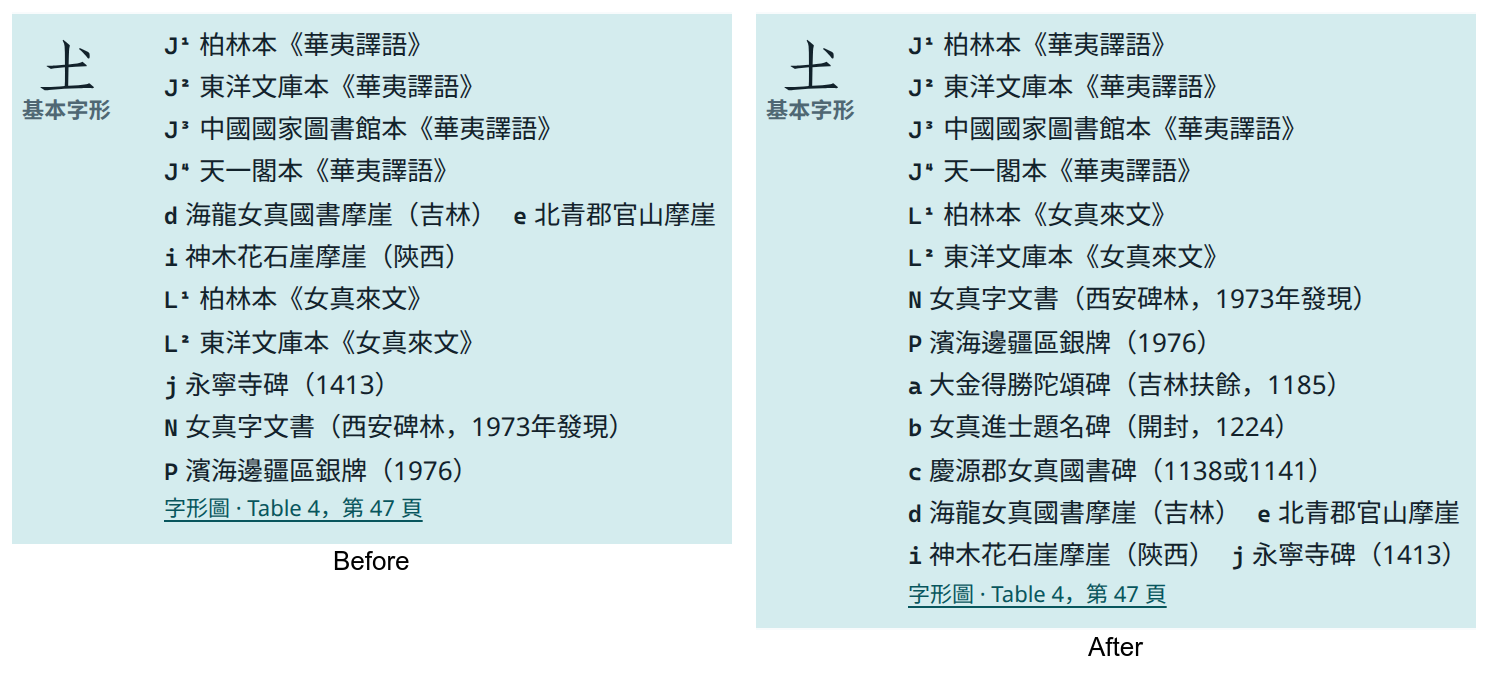 𡈼
基本字形
J¹ 柏林本《華夷譯語》
J² 東洋文庫本《華夷譯語》
J³ 中國國家圖書館本《華夷譯語》
J⁴ 天一閣本《華夷譯語》
d 海龍女真國書摩崖（吉林） e 北青郡官山摩崖
i 神木花石崖摩崖（陝西）
L¹ 柏林本《女真來文》
L² 東洋文庫本《女真來文》
j 永寧寺碑（1413）
N 女真字文書（西安碑林，1973年發現）
P 濱海邊疆區銀牌（1976）
字形圖 · Table 4，第 47 頁
Before
基本字形
J¹ 柏林本《華夷譯語》
J² 東洋文庫本《華夷譯語》
J³ 中國國家圖書館本《華夷譯語》
J⁴ 天一閣本《華夷譯語》
L¹ 柏林本《女真來文》
L² 東洋文庫本《女真來文》
N 女真字文書（西安碑林，1973年發現）
P 濱海邊疆區銀牌（1976）
a 大金得勝陀頌碑（吉林扶餘，1185）
b 女真進士題名碑（開封，1224）
c 慶源郡女真國書碑（1138或1141）
d 海龍女真國書摩崖（吉林） e 北青郡官山摩崖
i 神木花石崖摩崖（陝西） j 永寧寺碑（1413）
字形圖 · Table 4，第 47 頁
After